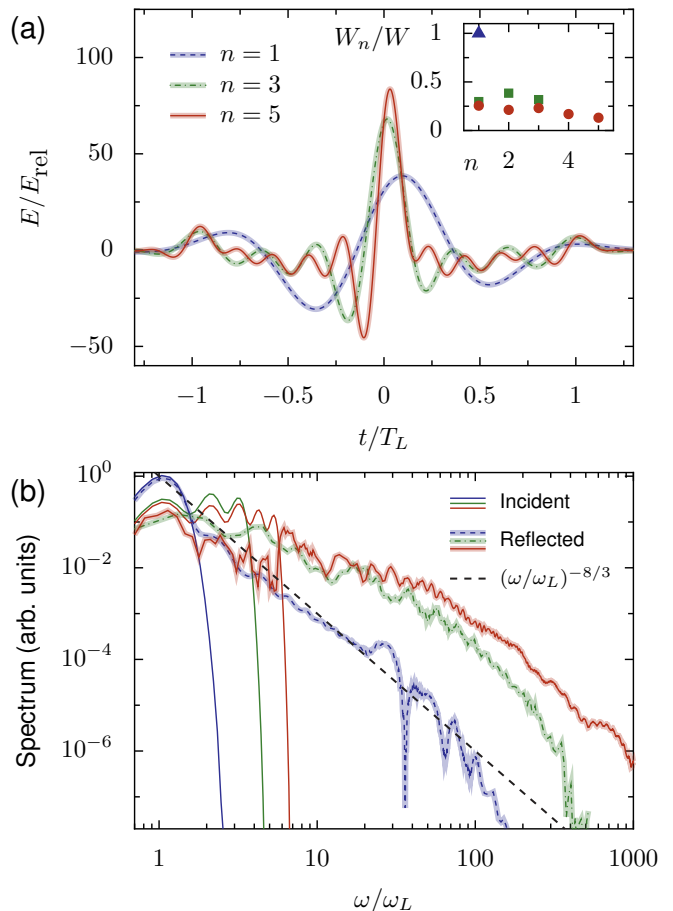 (a)
100
50
0
−50
E/E_rel
n = 1
n = 3
n = 5
W_n/W
1
0.5
0
n 2 4
−1 −0.5 0 0.5 1
t/T_L
(b)
10^0
10^−2
10^−4
10^−6
Spectrum (arb. units)
Incident
Reflected
(ω/ω_L)^−8/3
1 10 100 1000
ω/ω_L